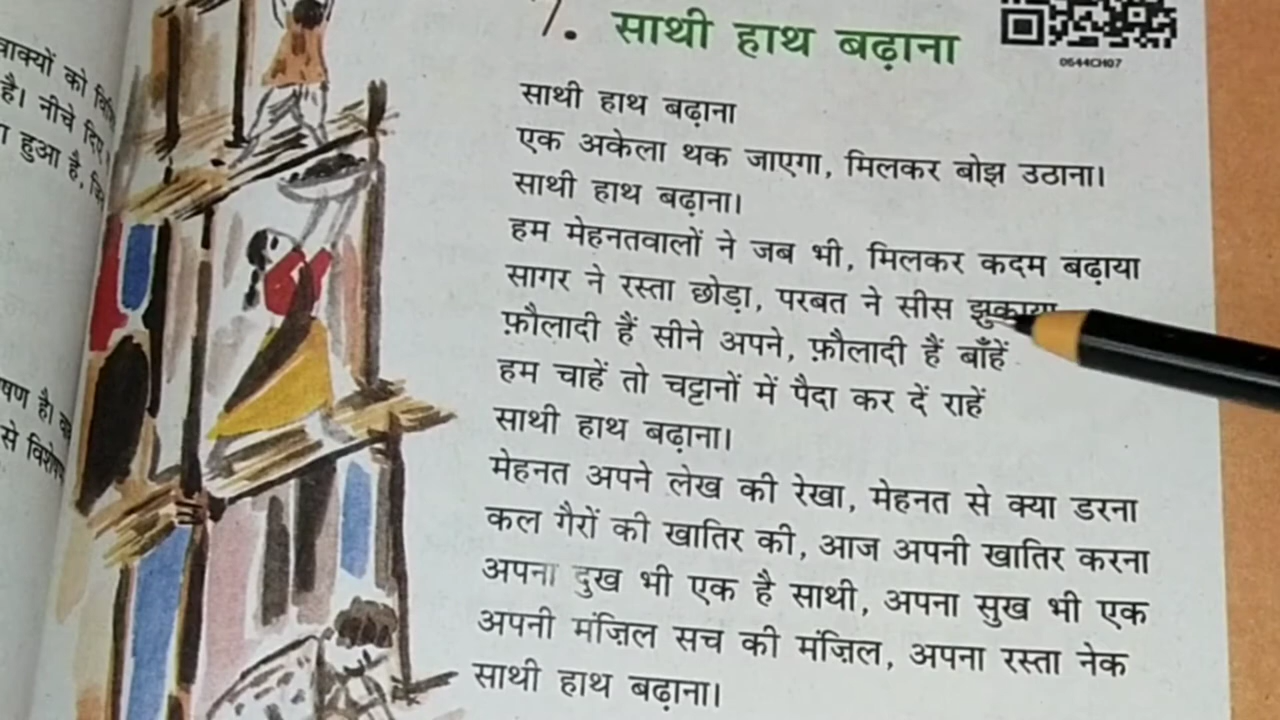 वाक्यों को
है। नीचे दिए
हुआ है,
षण है।
से
7. साथी हाथ बढ़ाना
0644CH07
साथी हाथ बढ़ाना
एक अकेला थक जाएगा, मिलकर बोझ उठाना।
साथी हाथ बढ़ाना।
हम मेहनतवालों ने जब भी, मिलकर कदम बढ़ाया
सागर ने रस्ता छोड़ा, परबत ने सीस झुकाया
फ़ौलादी हैं सीने अपने, फ़ौलादी हैं बाँहें
हम चाहें तो चट्टानों में पैदा कर दें राहें
साथी हाथ बढ़ाना।
मेहनत अपने लेख की रेखा, मेहनत से क्या डरना
कल गैरों की खातिर की, आज अपनी खातिर करना
अपना दुख भी एक है साथी, अपना सुख भी एक
अपनी मंज़िल सच की मंज़िल, अपना रस्ता नेक
साथी हाथ बढ़ाना।